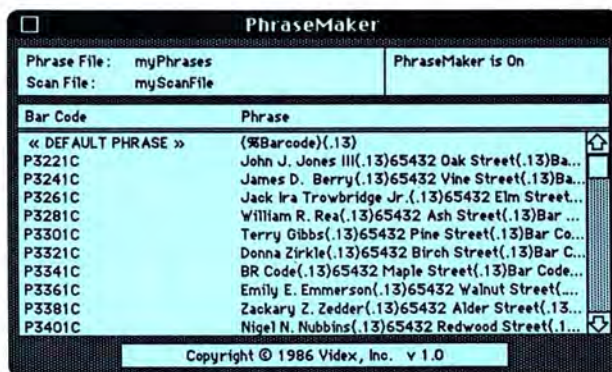 PhraseMaker
Phrase File: myPhrases
Scan File: myScanFile
PhraseMaker is On
Bar Code Phrase
« DEFAULT PHRASE » {%Barcode}{.13}
P3221C John J. Jones III{.13}65432 Oak Street{.13}Ba...
P3241C James D. Berry{.13}65432 Vine Street{.13}Ba...
P3261C Jack Ira Trowbridge Jr.{.13}65432 Elm Street...
P3281C William R. Rea{.13}65432 Ash Street{.13}Bar ...
P3301C Terry Gibbs{.13}65432 Pine Street{.13}Bar Co...
P3321C Donna Zirkle{.13}65432 Birch Street{.13}Bar C...
P3341C BR Code{.13}65432 Maple Street{.13}Bar Code...
P3361C Emily E. Emmerson{.13}65432 Walnut Street{....
P3381C Zackary Z. Zedder{.13}65432 Alder Street{.13...
P3401C Nigel N. Nubbins{.13}65432 Redwood Street{.1...
Copyright © 1986 Videx, Inc. v 1.0